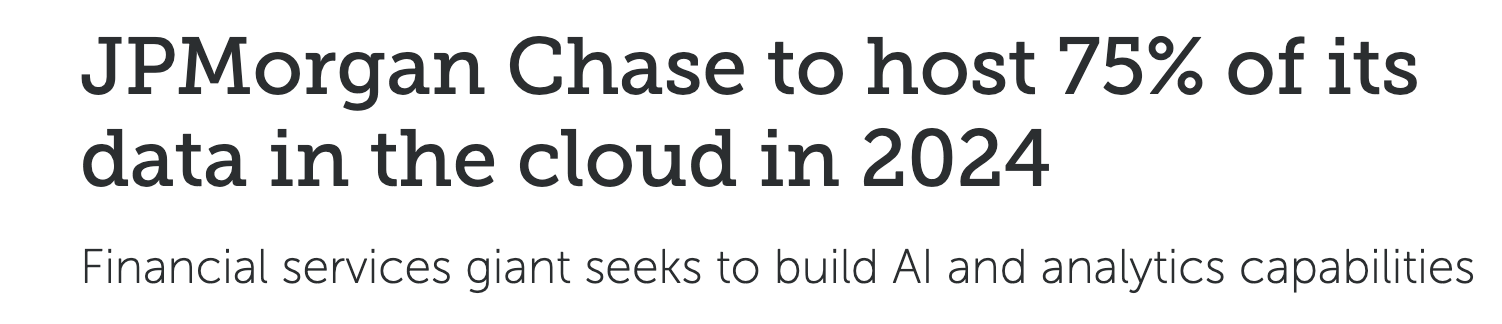 JPMorgan Chase to host 75% of its
data in the cloud in 2024
Financial services giant seeks to build AI and analytics capabilities